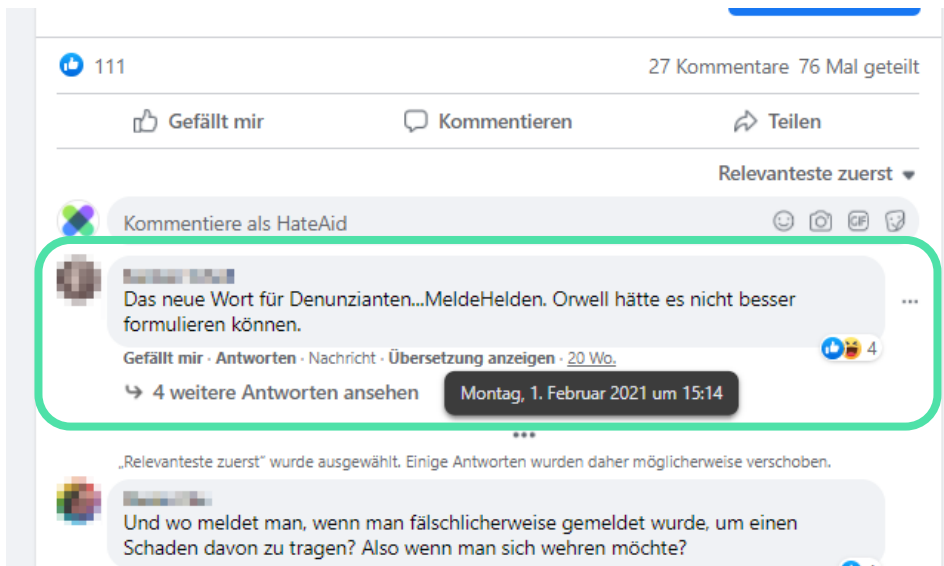 111
27 Kommentare 76 Mal geteilt
Gefällt mir
Kommentieren
Teilen
Relevanteste zuerst
Kommentiere als HateAid
GIF
Das neue Wort für Denunzianten...MeldeHelden. Orwell hätte es nicht besser
formulieren können.
4
Gefällt mir · Antworten · Nachricht · Übersetzung anzeigen · 20 Wo.
4 weitere Antworten ansehen
Montag, 1. Februar 2021 um 15:14
„Relevanteste zuerst“ wurde ausgewählt. Einige Antworten wurden daher möglicherweise verschoben.
Und wo meldet man, wenn man fälschlicherweise gemeldet wurde, um einen
Schaden davon zu tragen? Also wenn man sich wehren möchte?